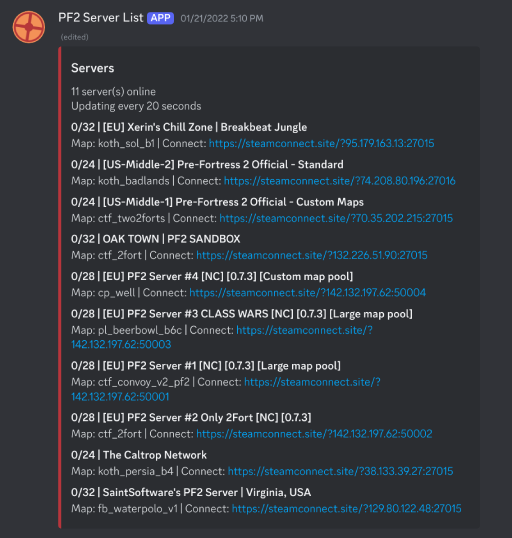 PF2 Server List APP 01/21/2022 5:10 PM
(edited)
Servers
11 server(s) online
Updating every 20 seconds
0/32 | [EU] Xerin's Chill Zone | Breakbeat Jungle
Map: koth_sol_b1 | Connect: https://steamconnect.site/?95.179.163.13:27015
0/24 | [US-Middle-2] Pre-Fortress 2 Official - Standard
Map: koth_badlands | Connect: https://steamconnect.site/?74.208.80.196:27016
0/24 | [US-Middle-1] Pre-Fortress 2 Official - Custom Maps
Map: ctf_two2forts | Connect: https://steamconnect.site/?70.35.202.215:27015
0/32 | OAK TOWN | PF2 SANDBOX
Map: ctf_2fort | Connect: https://steamconnect.site/?132.226.51.90:27015
0/28 | [EU] PF2 Server #4 [NC] [0.7.3] [Custom map pool]
Map: cp_well | Connect: https://steamconnect.site/?142.132.197.62:50004
0/28 | [EU] PF2 Server #3 CLASS WARS [NC] [0.7.3] [Large map pool]
Map: pl_beerbowl_b6c | Connect: https://steamconnect.site/?
142.132.197.62:50003
0/28 | [EU] PF2 Server #1 [NC] [0.7.3] [Large map pool]
Map: ctf_convoy_v2_pf2 | Connect: https://steamconnect.site/?
142.132.197.62:50001
0/28 | [EU] PF2 Server #2 Only 2Fort [NC] [0.7.3]
Map: ctf_2fort | Connect: https://steamconnect.site/?142.132.197.62:50002
0/24 | The Caltrop Network
Map: koth_persia_b4 | Connect: https://steamconnect.site/?38.133.39.27:27015
0/32 | SaintSoftware's PF2 Server | Virginia, USA
Map: fb_waterpolo_v1 | Connect: https://steamconnect.site/?129.80.122.48:27015